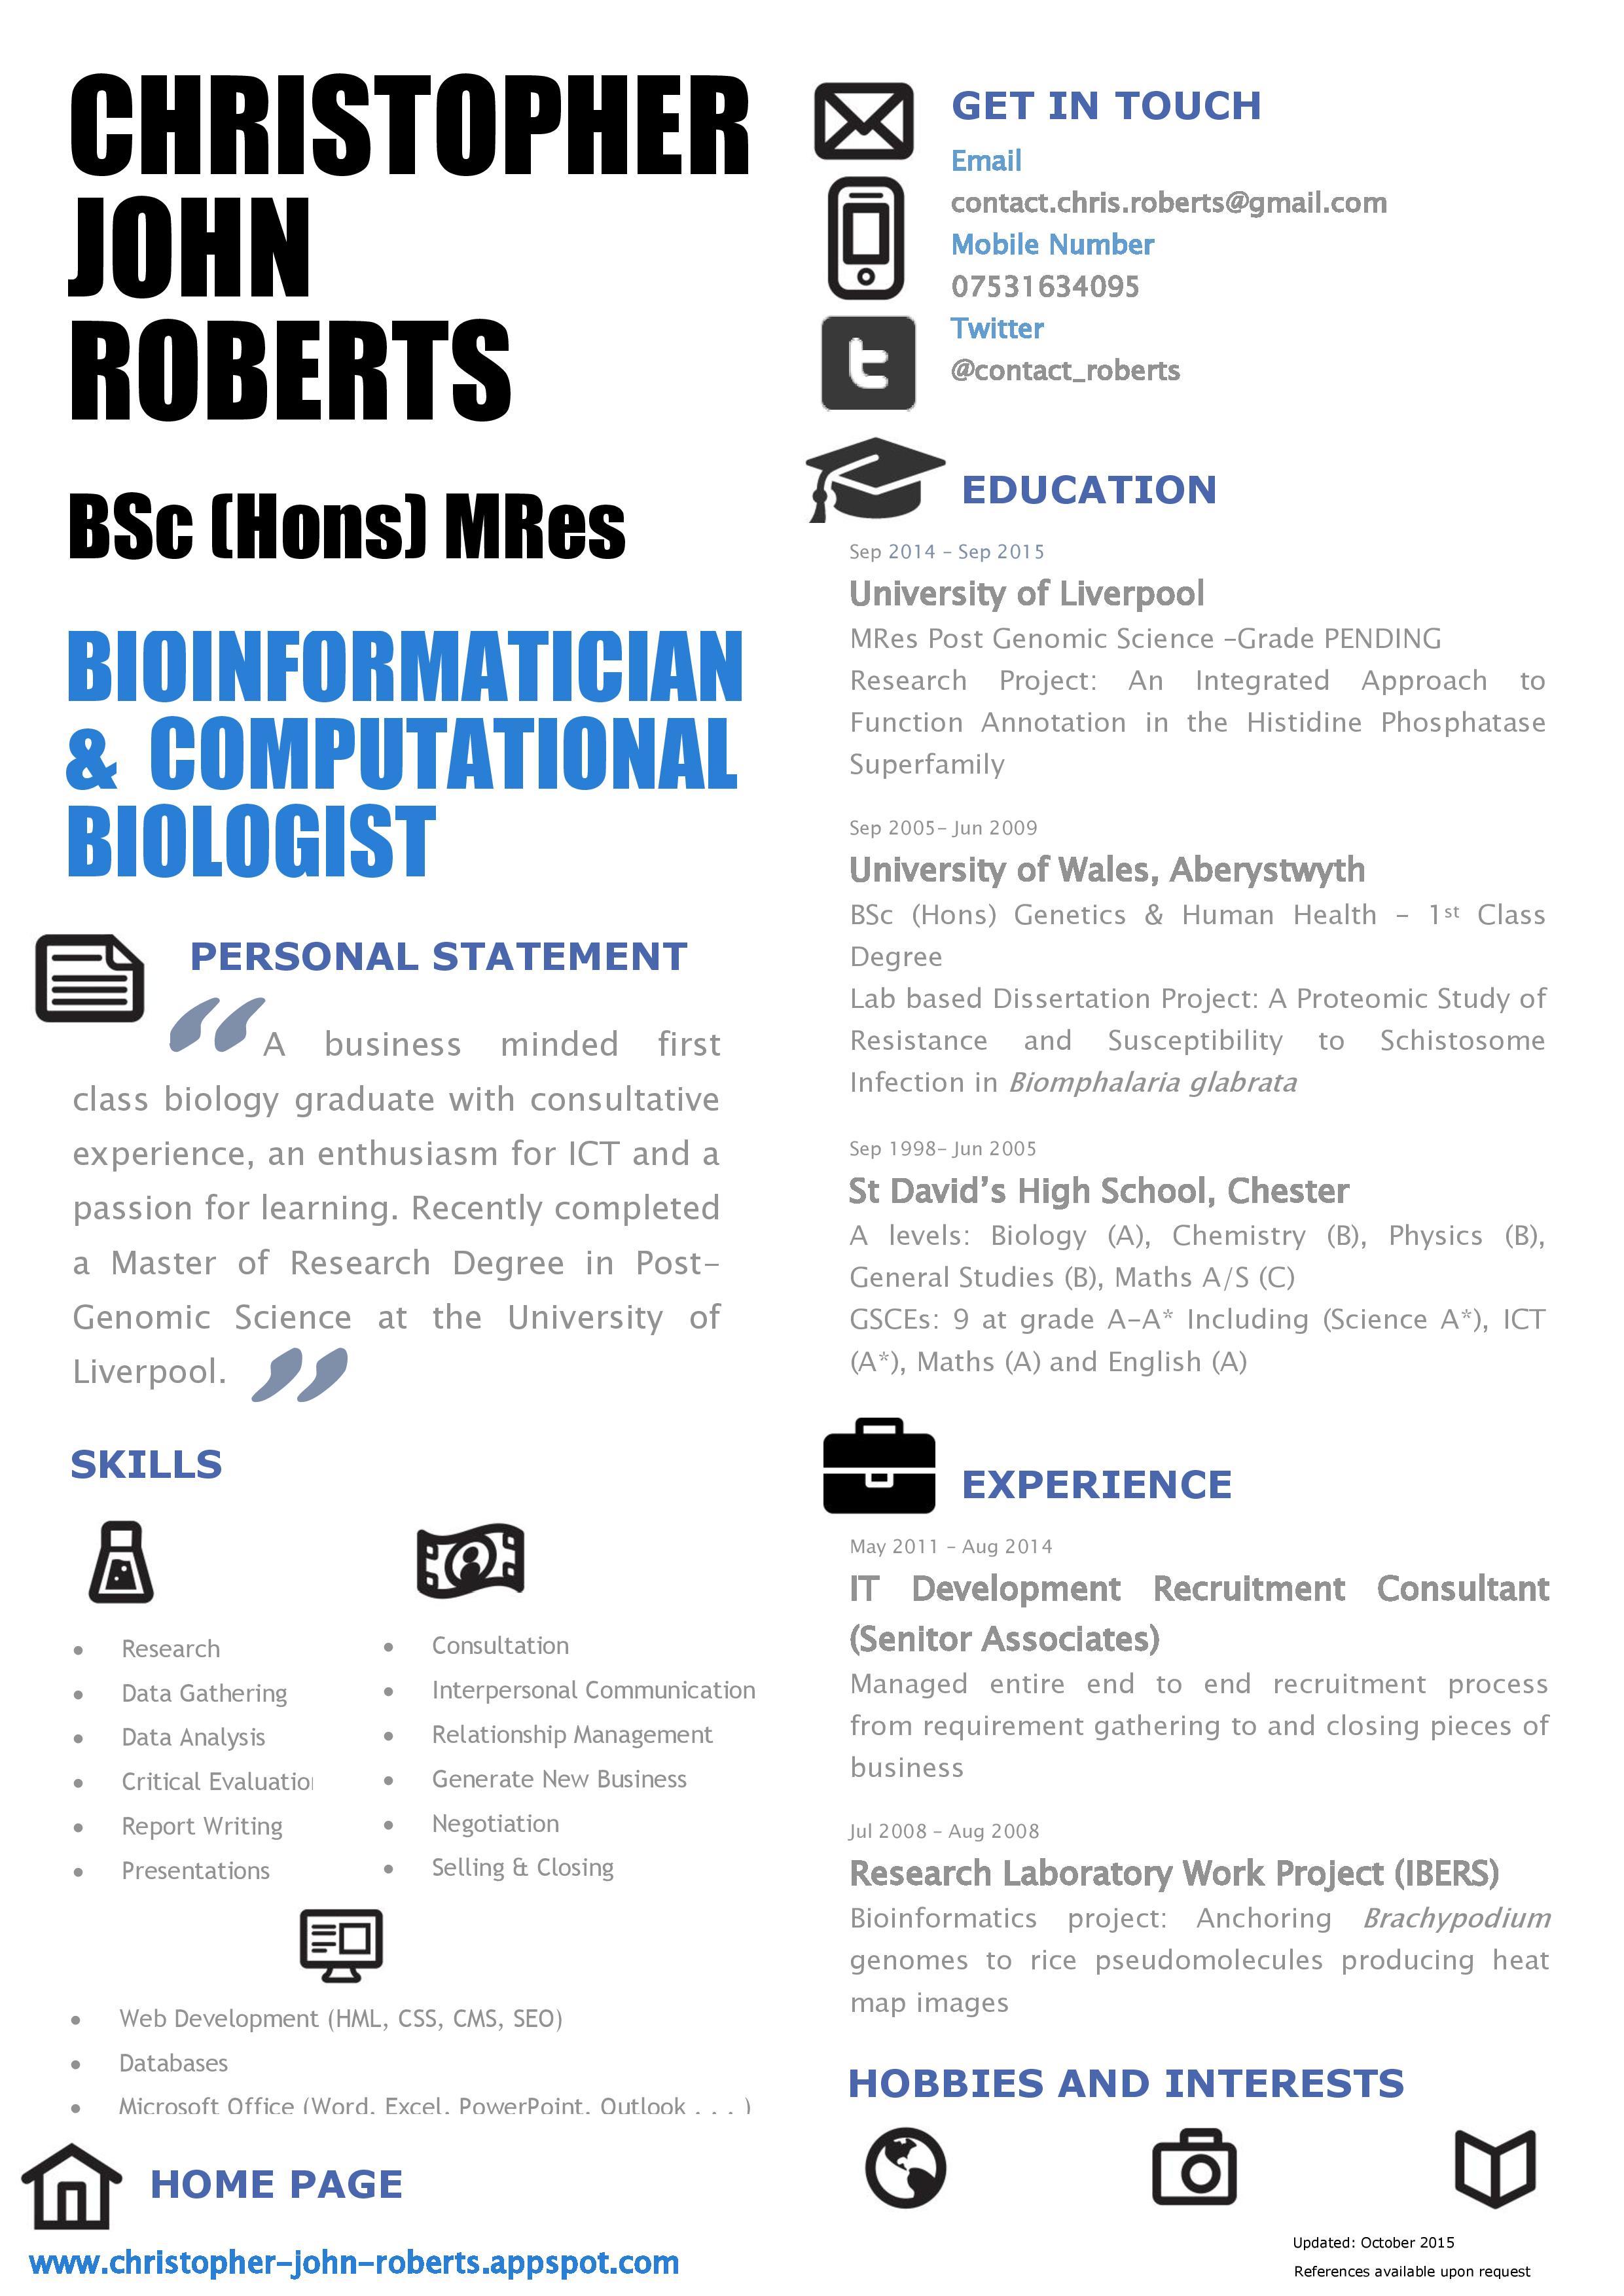 CHRISTOPHER
JOHN
ROBERTS
BSc (Hons) MRes
BIOINFORMATICIAN
& COMPUTATIONAL
BIOLOGIST
PERSONAL STATEMENT
“A business minded first
class biology graduate with consultative
experience, an enthusiasm for ICT and a
passion for learning. Recently completed
a Master of Research Degree in Post-
Genomic Science at the University of
Liverpool. ”
SKILLS
• Research
• Data Gathering
• Data Analysis
• Critical Evaluation
• Report Writing
• Presentations
• Consultation
• Interpersonal Communication
• Relationship Management
• Generate New Business
• Negotiation
• Selling & Closing
• Web Development (HML, CSS, CMS, SEO)
• Databases
• Microsoft Office (Word, Excel, PowerPoint, Outlook . . . )
HOME PAGE
www.christopher-john-roberts.appspot.com
GET IN TOUCH
Email
contact.chris.roberts@gmail.com
Mobile Number
07531634095
Twitter
t
@contact_roberts
EDUCATION
Sep 2014 – Sep 2015
University of Liverpool
MRes Post Genomic Science –Grade PENDING
Research Project: An Integrated Approach to
Function Annotation in the Histidine Phosphatase
Superfamily
Sep 2005– Jun 2009
University of Wales, Aberystwyth
BSc (Hons) Genetics & Human Health – 1st Class
Degree
Lab based Dissertation Project: A Proteomic Study of
Resistance and Susceptibility to Schistosome
Infection in Biomphalaria glabrata
Sep 1998– Jun 2005
St David’s High School, Chester
A levels: Biology (A), Chemistry (B), Physics (B),
General Studies (B), Maths A/S (C)
GSCEs: 9 at grade A-A* Including (Science A*), ICT
(A*), Maths (A) and English (A)
EXPERIENCE
May 2011 – Aug 2014
IT Development Recruitment Consultant
(Senitor Associates)
Managed entire end to end recruitment process
from requirement gathering to and closing pieces of
business
Jul 2008 – Aug 2008
Research Laboratory Work Project (IBERS)
Bioinformatics project: Anchoring Brachypodium
genomes to rice pseudomolecules producing heat
map images
HOBBIES AND INTERESTS
Updated: October 2015
References available upon request